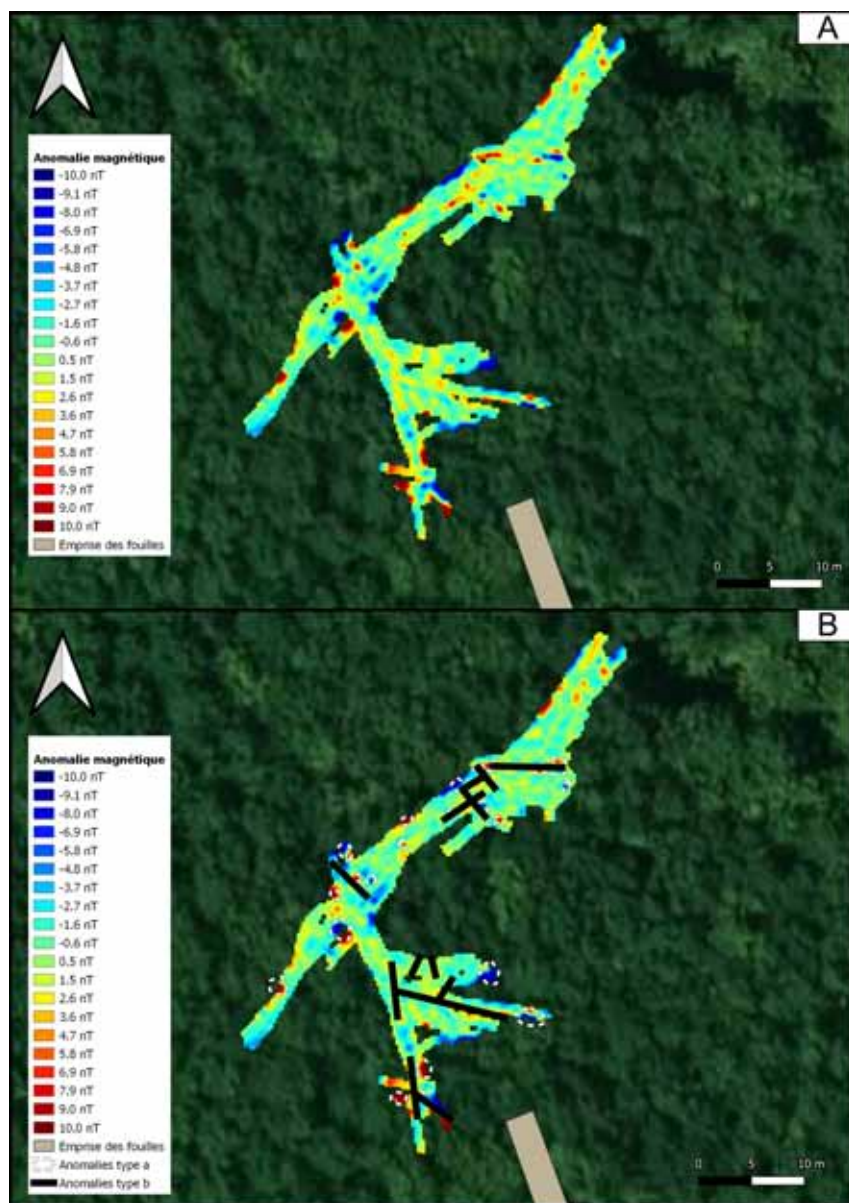 A
Anomalie magnétique
-10.0 nT
-9.1 nT
-8.0 nT
-6.9 nT
-5.8 nT
-4.8 nT
-3.7 nT
-2.7 nT
-1.6 nT
-0.6 nT
0.5 nT
1.5 nT
2.6 nT
3.6 nT
4.7 nT
5.8 nT
6.9 nT
7.9 nT
9.0 nT
10.0 nT
Emprise des fouilles
0 5 10 m
B
Anomalie magnétique
-10.0 nT
-9.1 nT
-8.0 nT
-6.9 nT
-5.8 nT
-4.8 nT
-3.7 nT
-2.7 nT
-1.6 nT
-0.6 nT
0.5 nT
1.5 nT
2.6 nT
3.6 nT
4.7 nT
5.8 nT
6.9 nT
7.9 nT
9.0 nT
10.0 nT
Emprise des fouilles
Anomalies type a
Anomalies type b
0 5 10 m